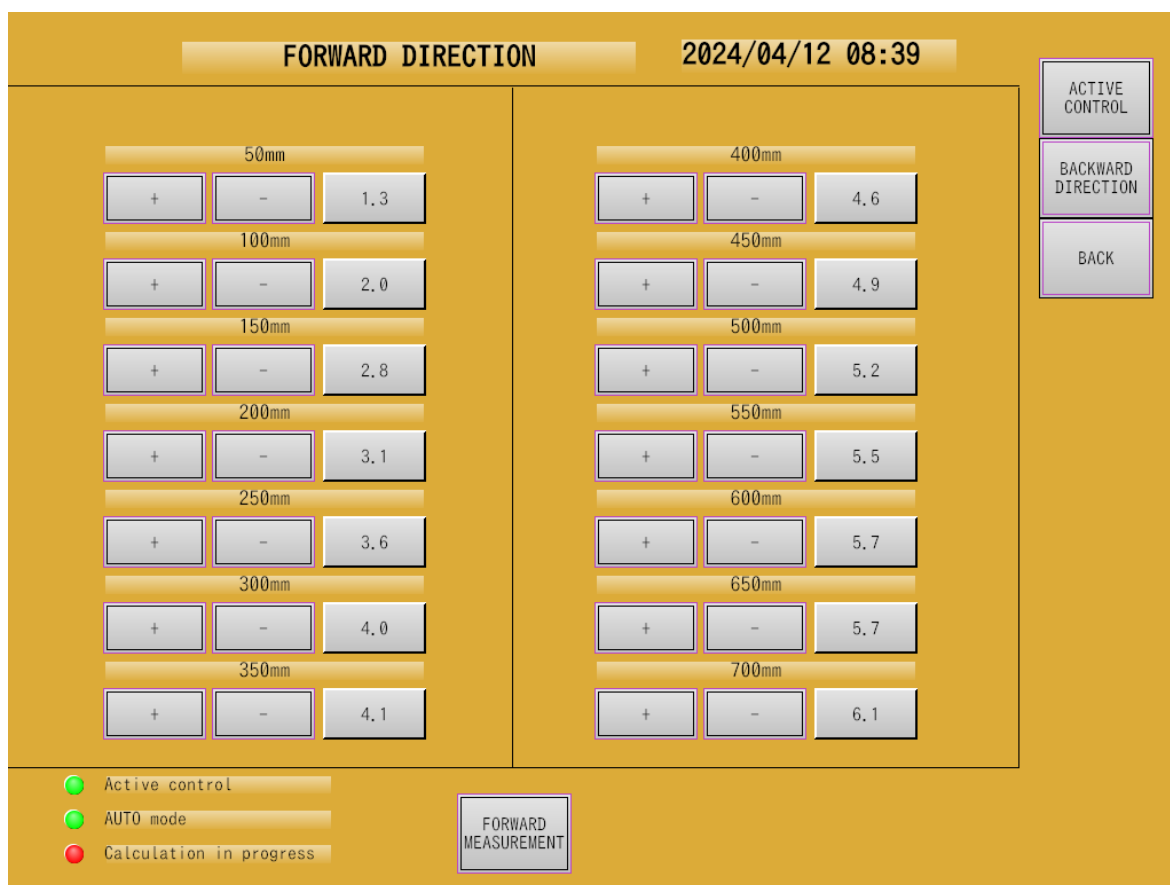 FORWARD DIRECTION 2024/04/12 08:39
ACTIVE
CONTROL
BACKWARD
DIRECTION
BACK
50mm
+ - 1.3
100mm
+ - 2.0
150mm
+ - 2.8
200mm
+ - 3.1
250mm
+ - 3.6
300mm
+ - 4.0
350mm
+ - 4.1
400mm
+ - 4.6
450mm
+ - 4.9
500mm
+ - 5.2
550mm
+ - 5.5
600mm
+ - 5.7
650mm
+ - 5.7
700mm
+ - 6.1
Active control
AUTO mode
Calculation in progress
FORWARD
MEASUREMENT